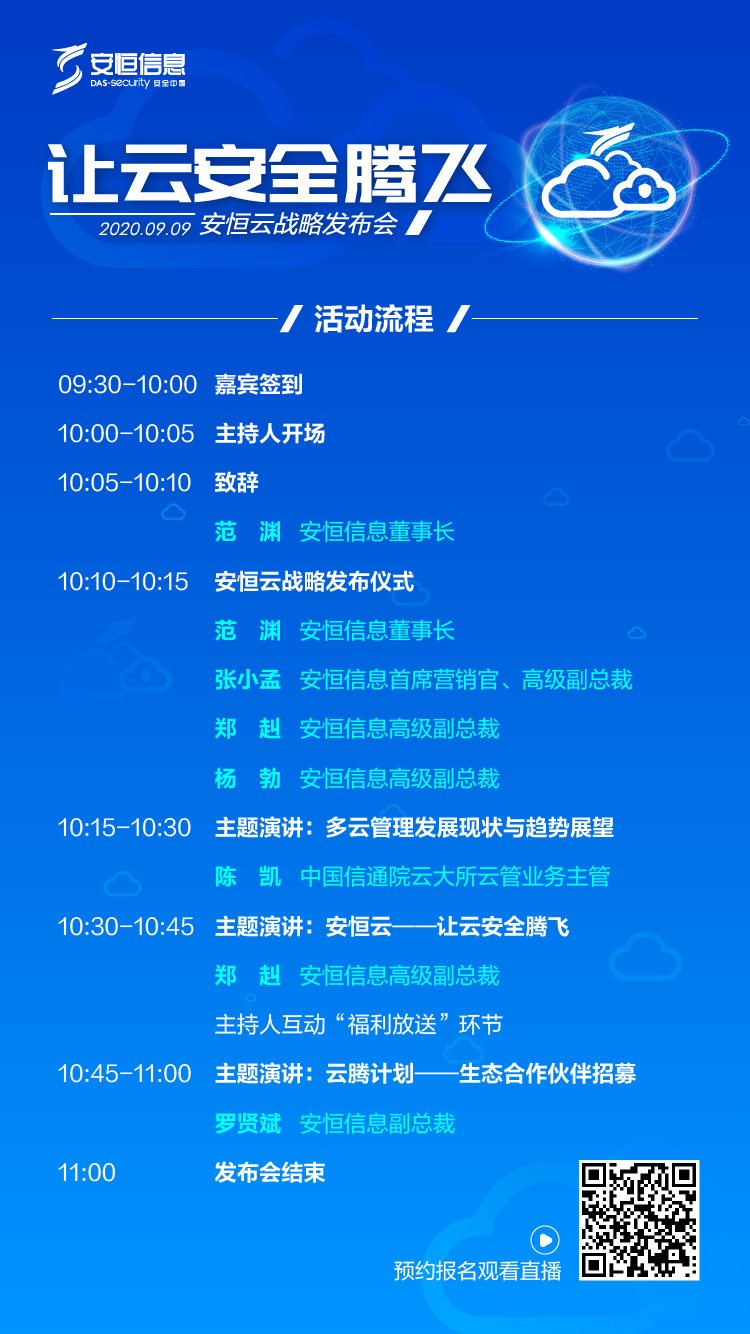 安恒信息
DAS-security 安全中国
让云安全腾飞
2020.09.09 安恒云战略发布会
活动流程
09:30-10:00 嘉宾签到
10:00-10:05 主持人开场
10:05-10:10 致辞
范 渊 安恒信息董事长
10:10-10:15 安恒云战略发布仪式
范 渊 安恒信息董事长
张小孟 安恒信息首席营销官、高级副总裁
郑 赳 安恒信息高级副总裁
杨 勃 安恒信息高级副总裁
10:15-10:30 主题演讲：多云管理发展现状与趋势展望
陈 凯 中国信通院云大所云管业务主管
10:30-10:45 主题演讲：安恒云——让云安全腾飞
郑 赳 安恒信息高级副总裁
主持人互动“福利放送”环节
10:45-11:00 主题演讲：云腾计划——生态合作伙伴招募
罗贤斌 安恒信息副总裁
11:00 发布会结束
预约报名观看直播